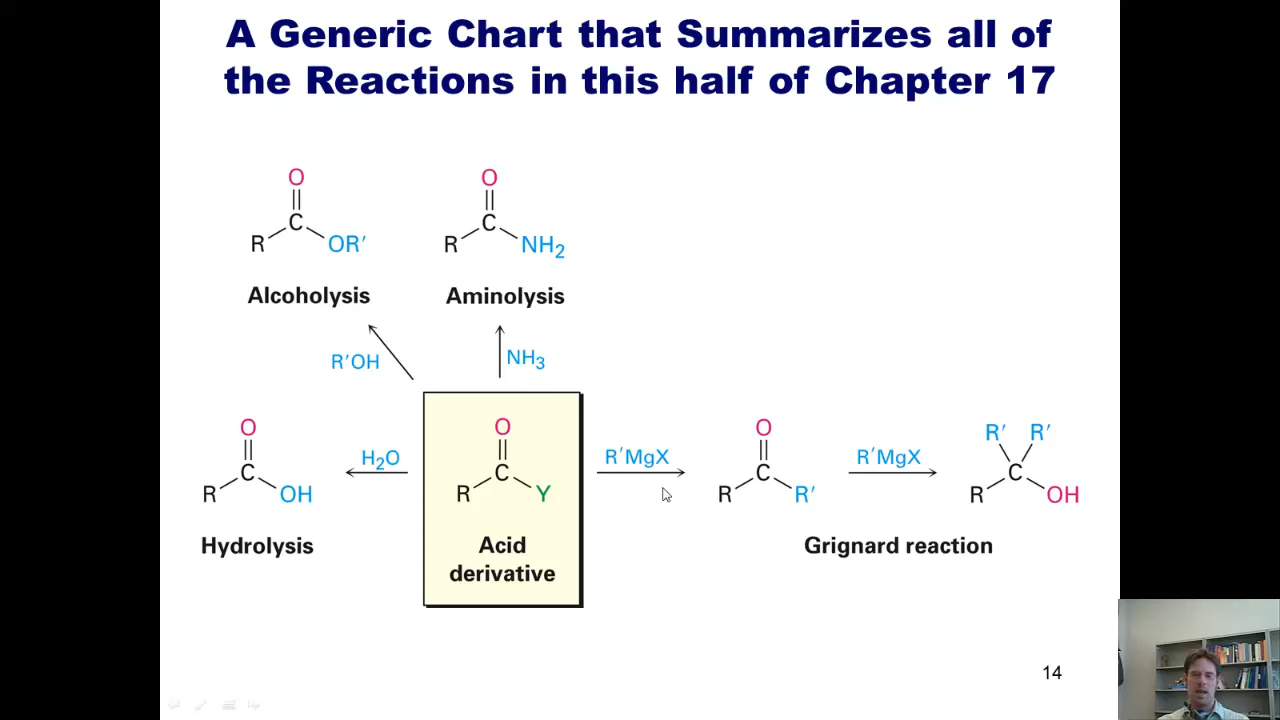 A Generic Chart that Summarizes all of
the Reactions in this half of Chapter 17
O
C
R
OR′
Alcoholysis
O
C
R
NH2
Aminolysis
R′OH
NH3
O
C
R
OH
Hydrolysis
H2O
O
C
R
Y
Acid
derivative
R′MgX
O
C
R
R′
R′MgX
R′
R′
C
R
OH
Grignard reaction
14